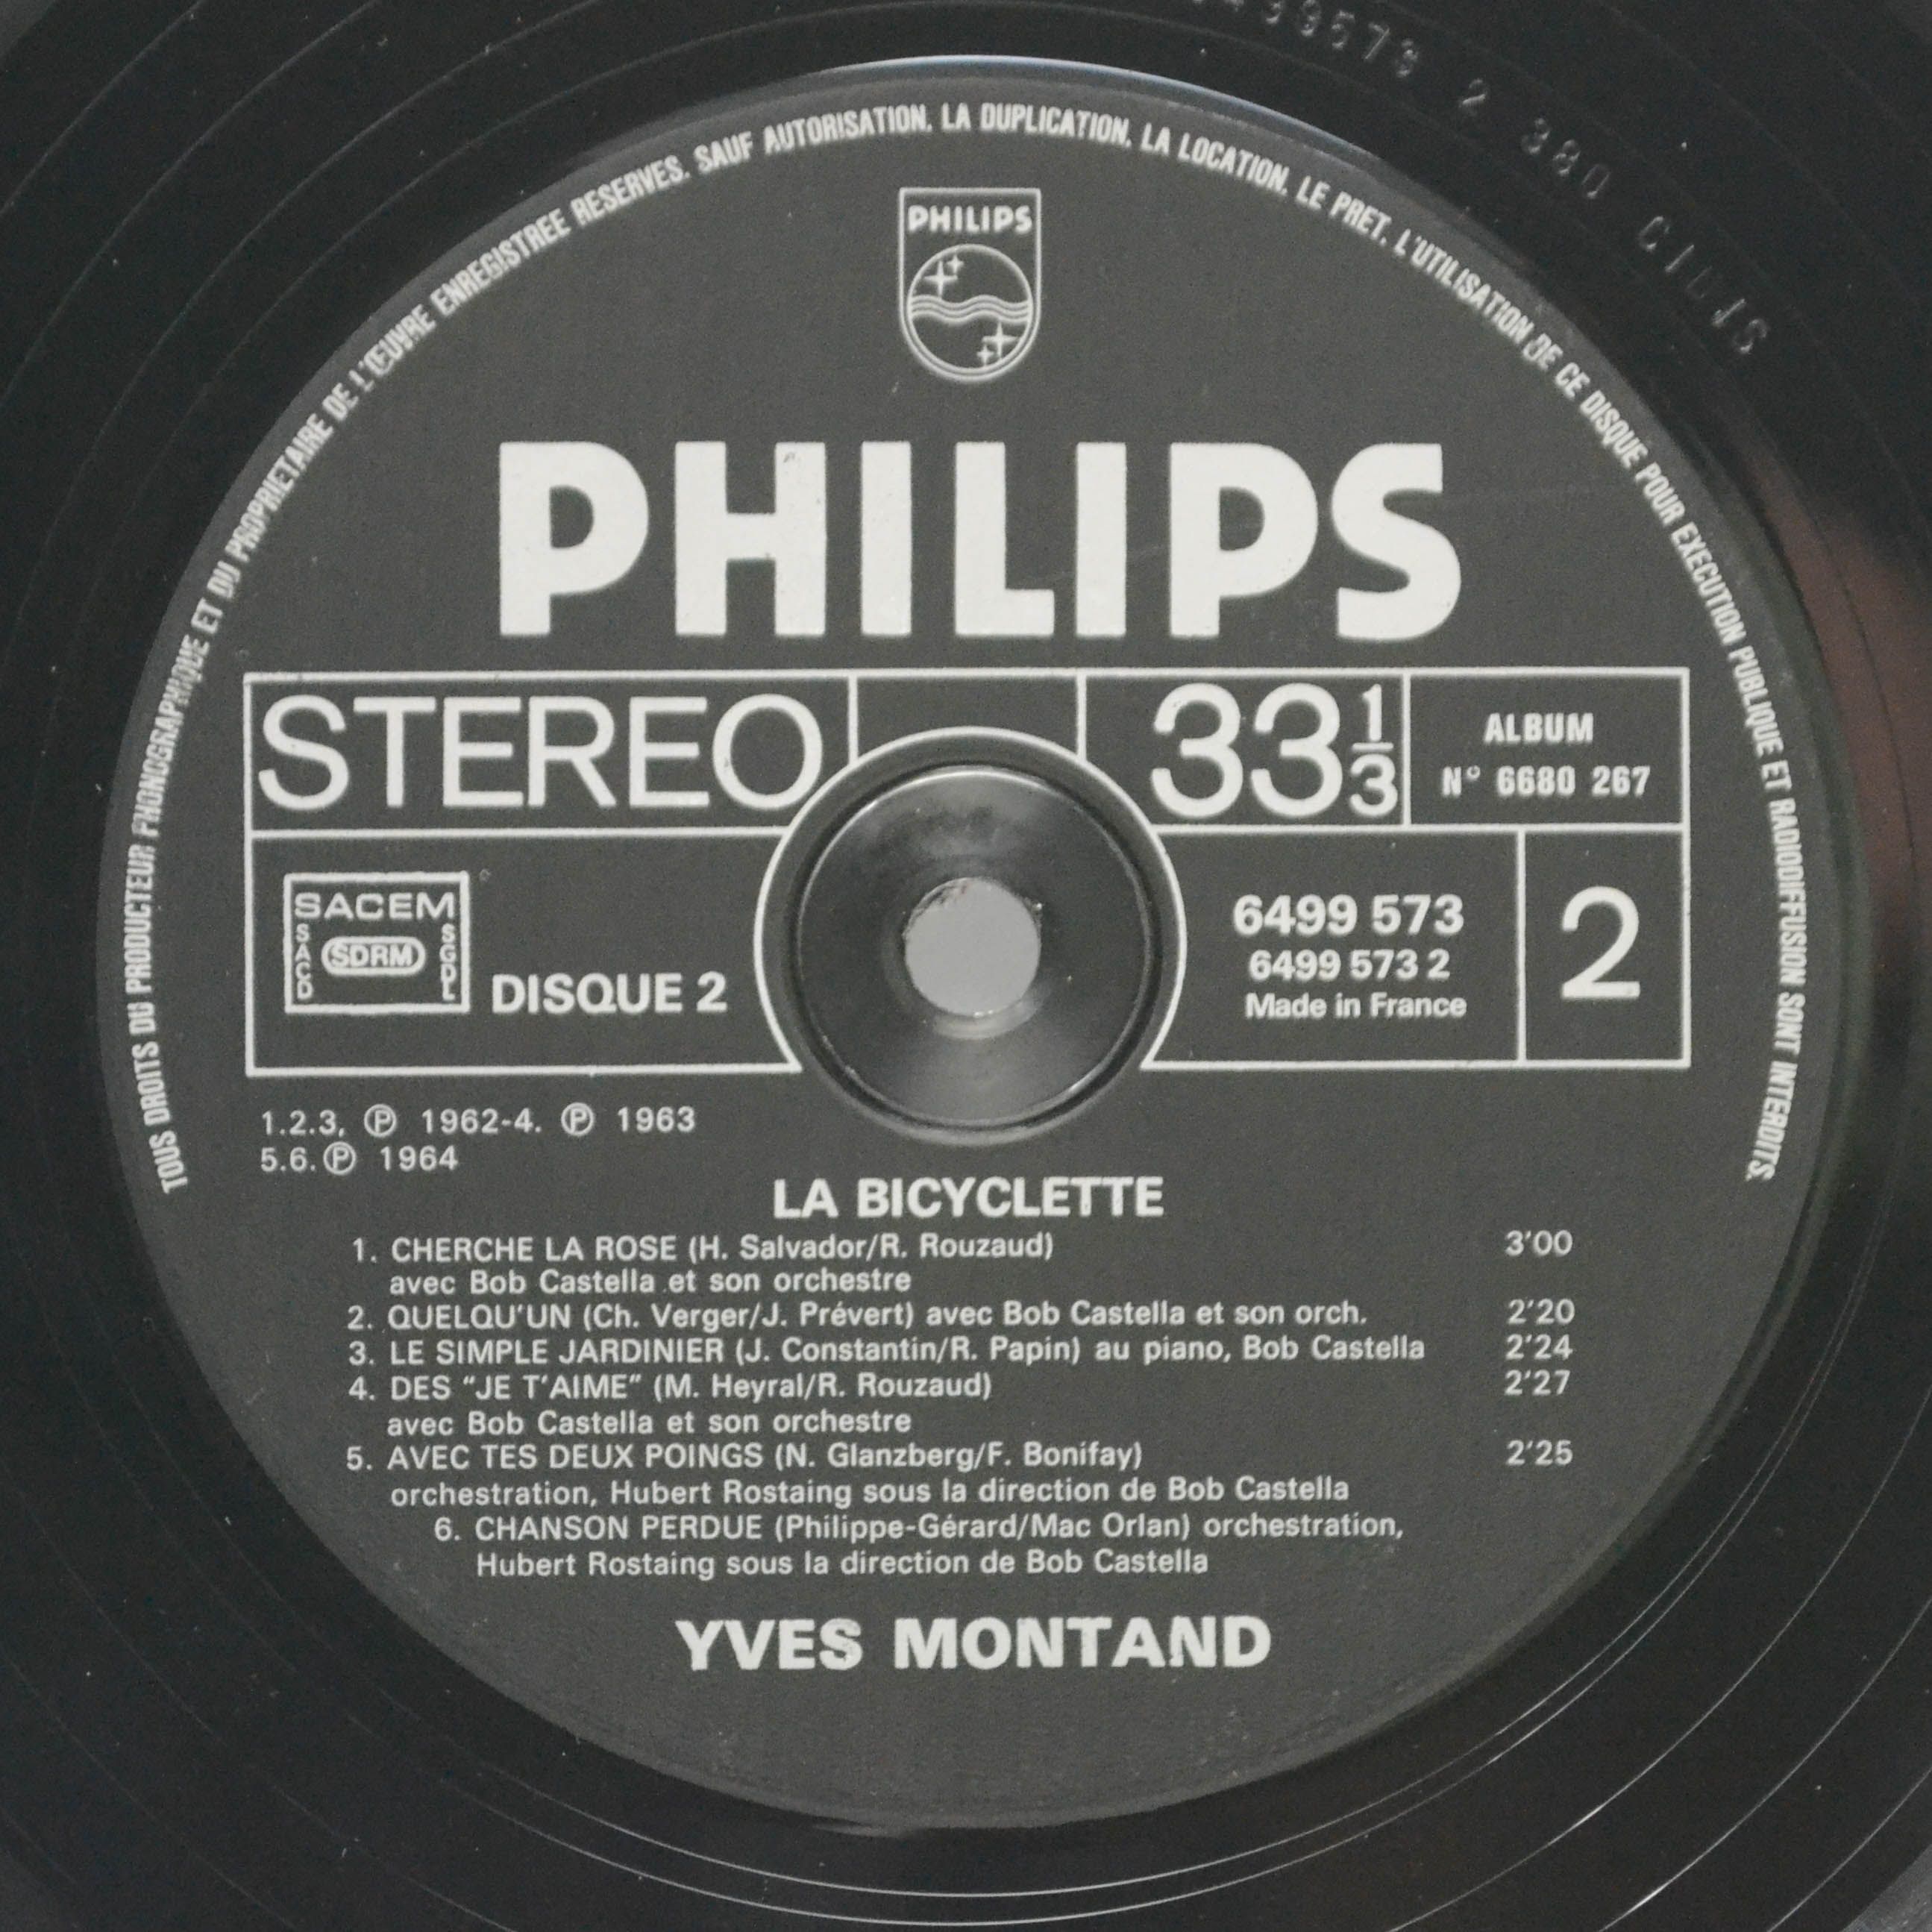 99573 2 380
TOUS DROITS DU PRODUCTEUR PHONOGRAPHIQUE ET DU PROPRIETAIRE DE L'ŒUVRE ENREGISTREE RESERVES. SAUF AUTORISATION, LA DUPLICATION, LA LOCATION, LE PRET, L'UTILISATION DE CE DISQUE POUR EXECUTION PUBLIQUE ET RADIODIFFUSION SONT INTERDITS.
PHILIPS
PHILIPS
STEREO
33 1/3
ALBUM
N° 6680 267
SACEM
SACD
SDRM
SGDL
DISQUE 2
6499 573
6499 573 2
Made in France
2
1.2.3, Ⓟ 1962-4. Ⓟ 1963
5.6. Ⓟ 1964
LA BICYCLETTE
1. CHERCHE LA ROSE (H. Salvador/R. Rouzaud) 3'00
avec Bob Castella et son orchestre
2. QUELQU'UN (Ch. Verger/J. Prévert) avec Bob Castella et son orch. 2'20
3. LE SIMPLE JARDINIER (J. Constantin/R. Papin) au piano, Bob Castella 2'24
4. DES "JE T'AIME" (M. Heyral/R. Rouzaud) 2'27
avec Bob Castella et son orchestre
5. AVEC TES DEUX POINGS (N. Glanzberg/F. Bonifay) 2'25
orchestration, Hubert Rostaing sous la direction de Bob Castella
6. CHANSON PERDUE (Philippe-Gérard/Mac Orlan) orchestration,
Hubert Rostaing sous la direction de Bob Castella
YVES MONTAND